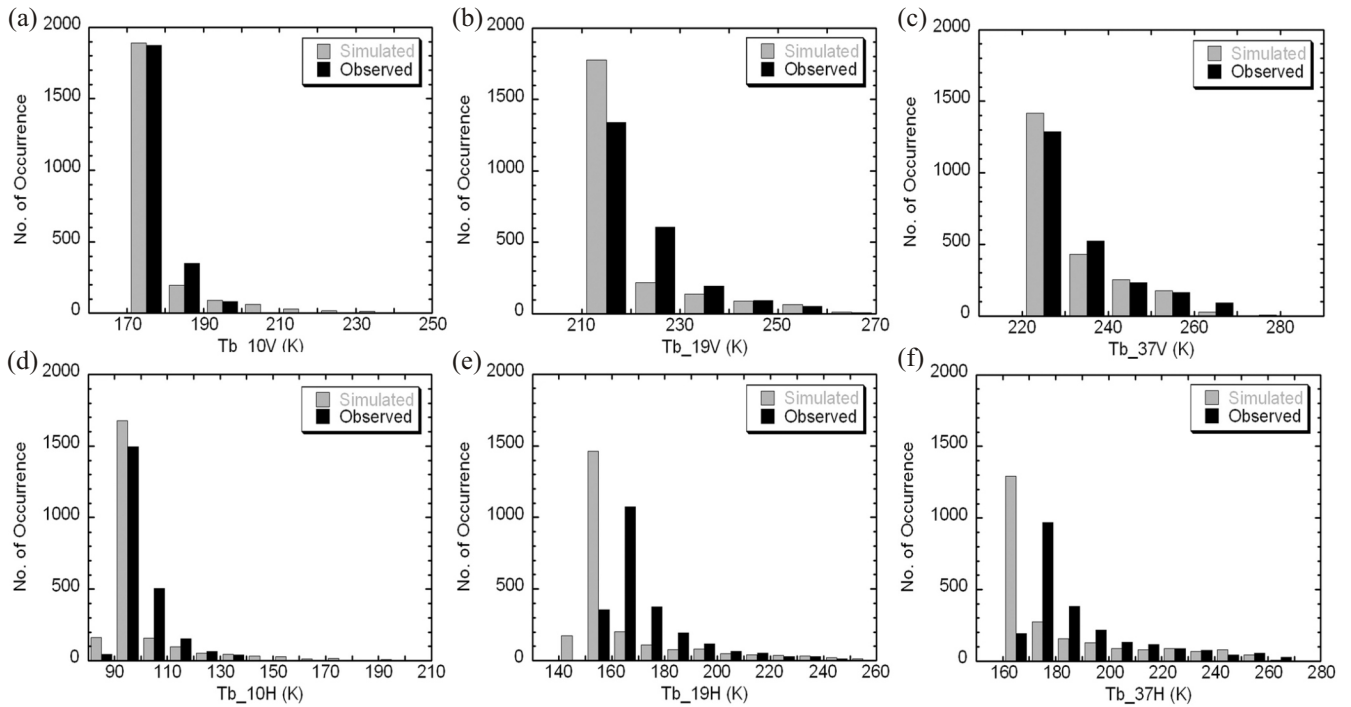 (a)
2000
1500
1000
500
0
No. of Occurrence
Simulated
Observed
170 190 210 230 250
Tb_10V (K)
(b)
2000
1500
1000
500
0
No. of Occurrence
Simulated
Observed
210 230 250 270
Tb_19V (K)
(c)
2000
1500
1000
500
0
No. of Occurrence
Simulated
Observed
220 240 260 280
Tb_37V (K)
(d)
2000
1500
1000
500
0
No. of Occurrence
Simulated
Observed
90 110 130 150 170 190 210
Tb_10H (K)
(e)
2000
1500
1000
500
0
No. of Occurrence
Simulated
Observed
140 160 180 200 220 240 260
Tb_19H (K)
(f)
2000
1500
1000
500
0
No. of Occurrence
Simulated
Observed
160 180 200 220 240 260 280
Tb_37H (K)